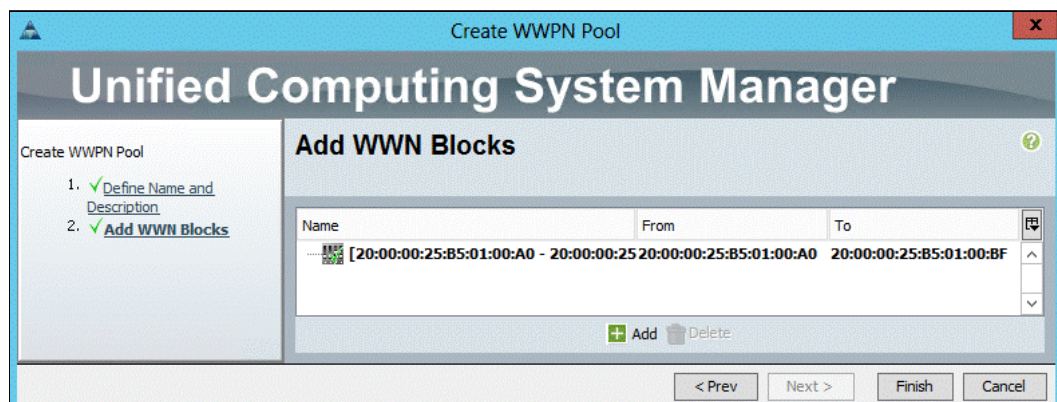 Create WWPN Pool
x
Unified Computing System Manager
Create WWPN Pool
1. Define Name and
Description
2. Add WWN Blocks
Add WWN Blocks
?
Name From To
[20:00:00:25:B5:01:00:A0 - 20:00:00:25 20:00:00:25:B5:01:00:A0 20:00:00:25:B5:01:00:BF
Add Delete
< Prev Next > Finish Cancel